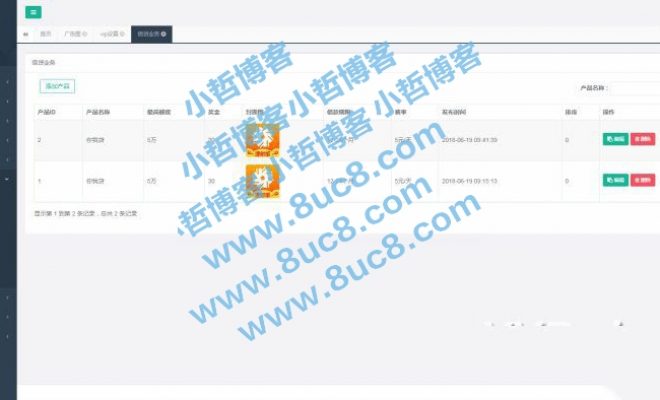 首页 广告图 vip设置 借贷业务
借贷业务
添加产品
产品名称：
产品ID 产品名称 最高额度 奖金 借款期限 利率 发布时间 排序 操作
2 你我贷 5万 5元/天 2018-06-19 09:41:39 0 编辑 删除
1 你我贷 5万 30 5元/天 2018-06-19 09:15:13 0 编辑 删除
显示第 1 到第 2 条记录，总共 2 条记录
小哲博客 小哲博客 小哲博客
小哲博客 小哲博客 小哲博客
小哲博客 www.8uc8.com
www.8uc8.com
www.8uc8.com